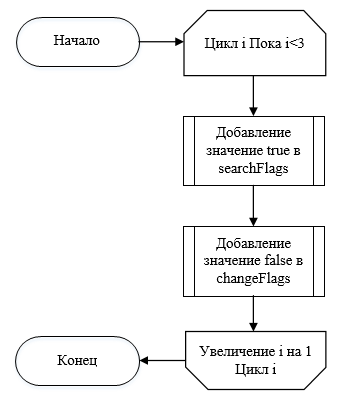 Начало
Цикл i Пока i<3
Добавление
значение true в
searchFlags
Добавление
значение false в
changeFlags
Увеличение i на 1
Цикл i
Конец